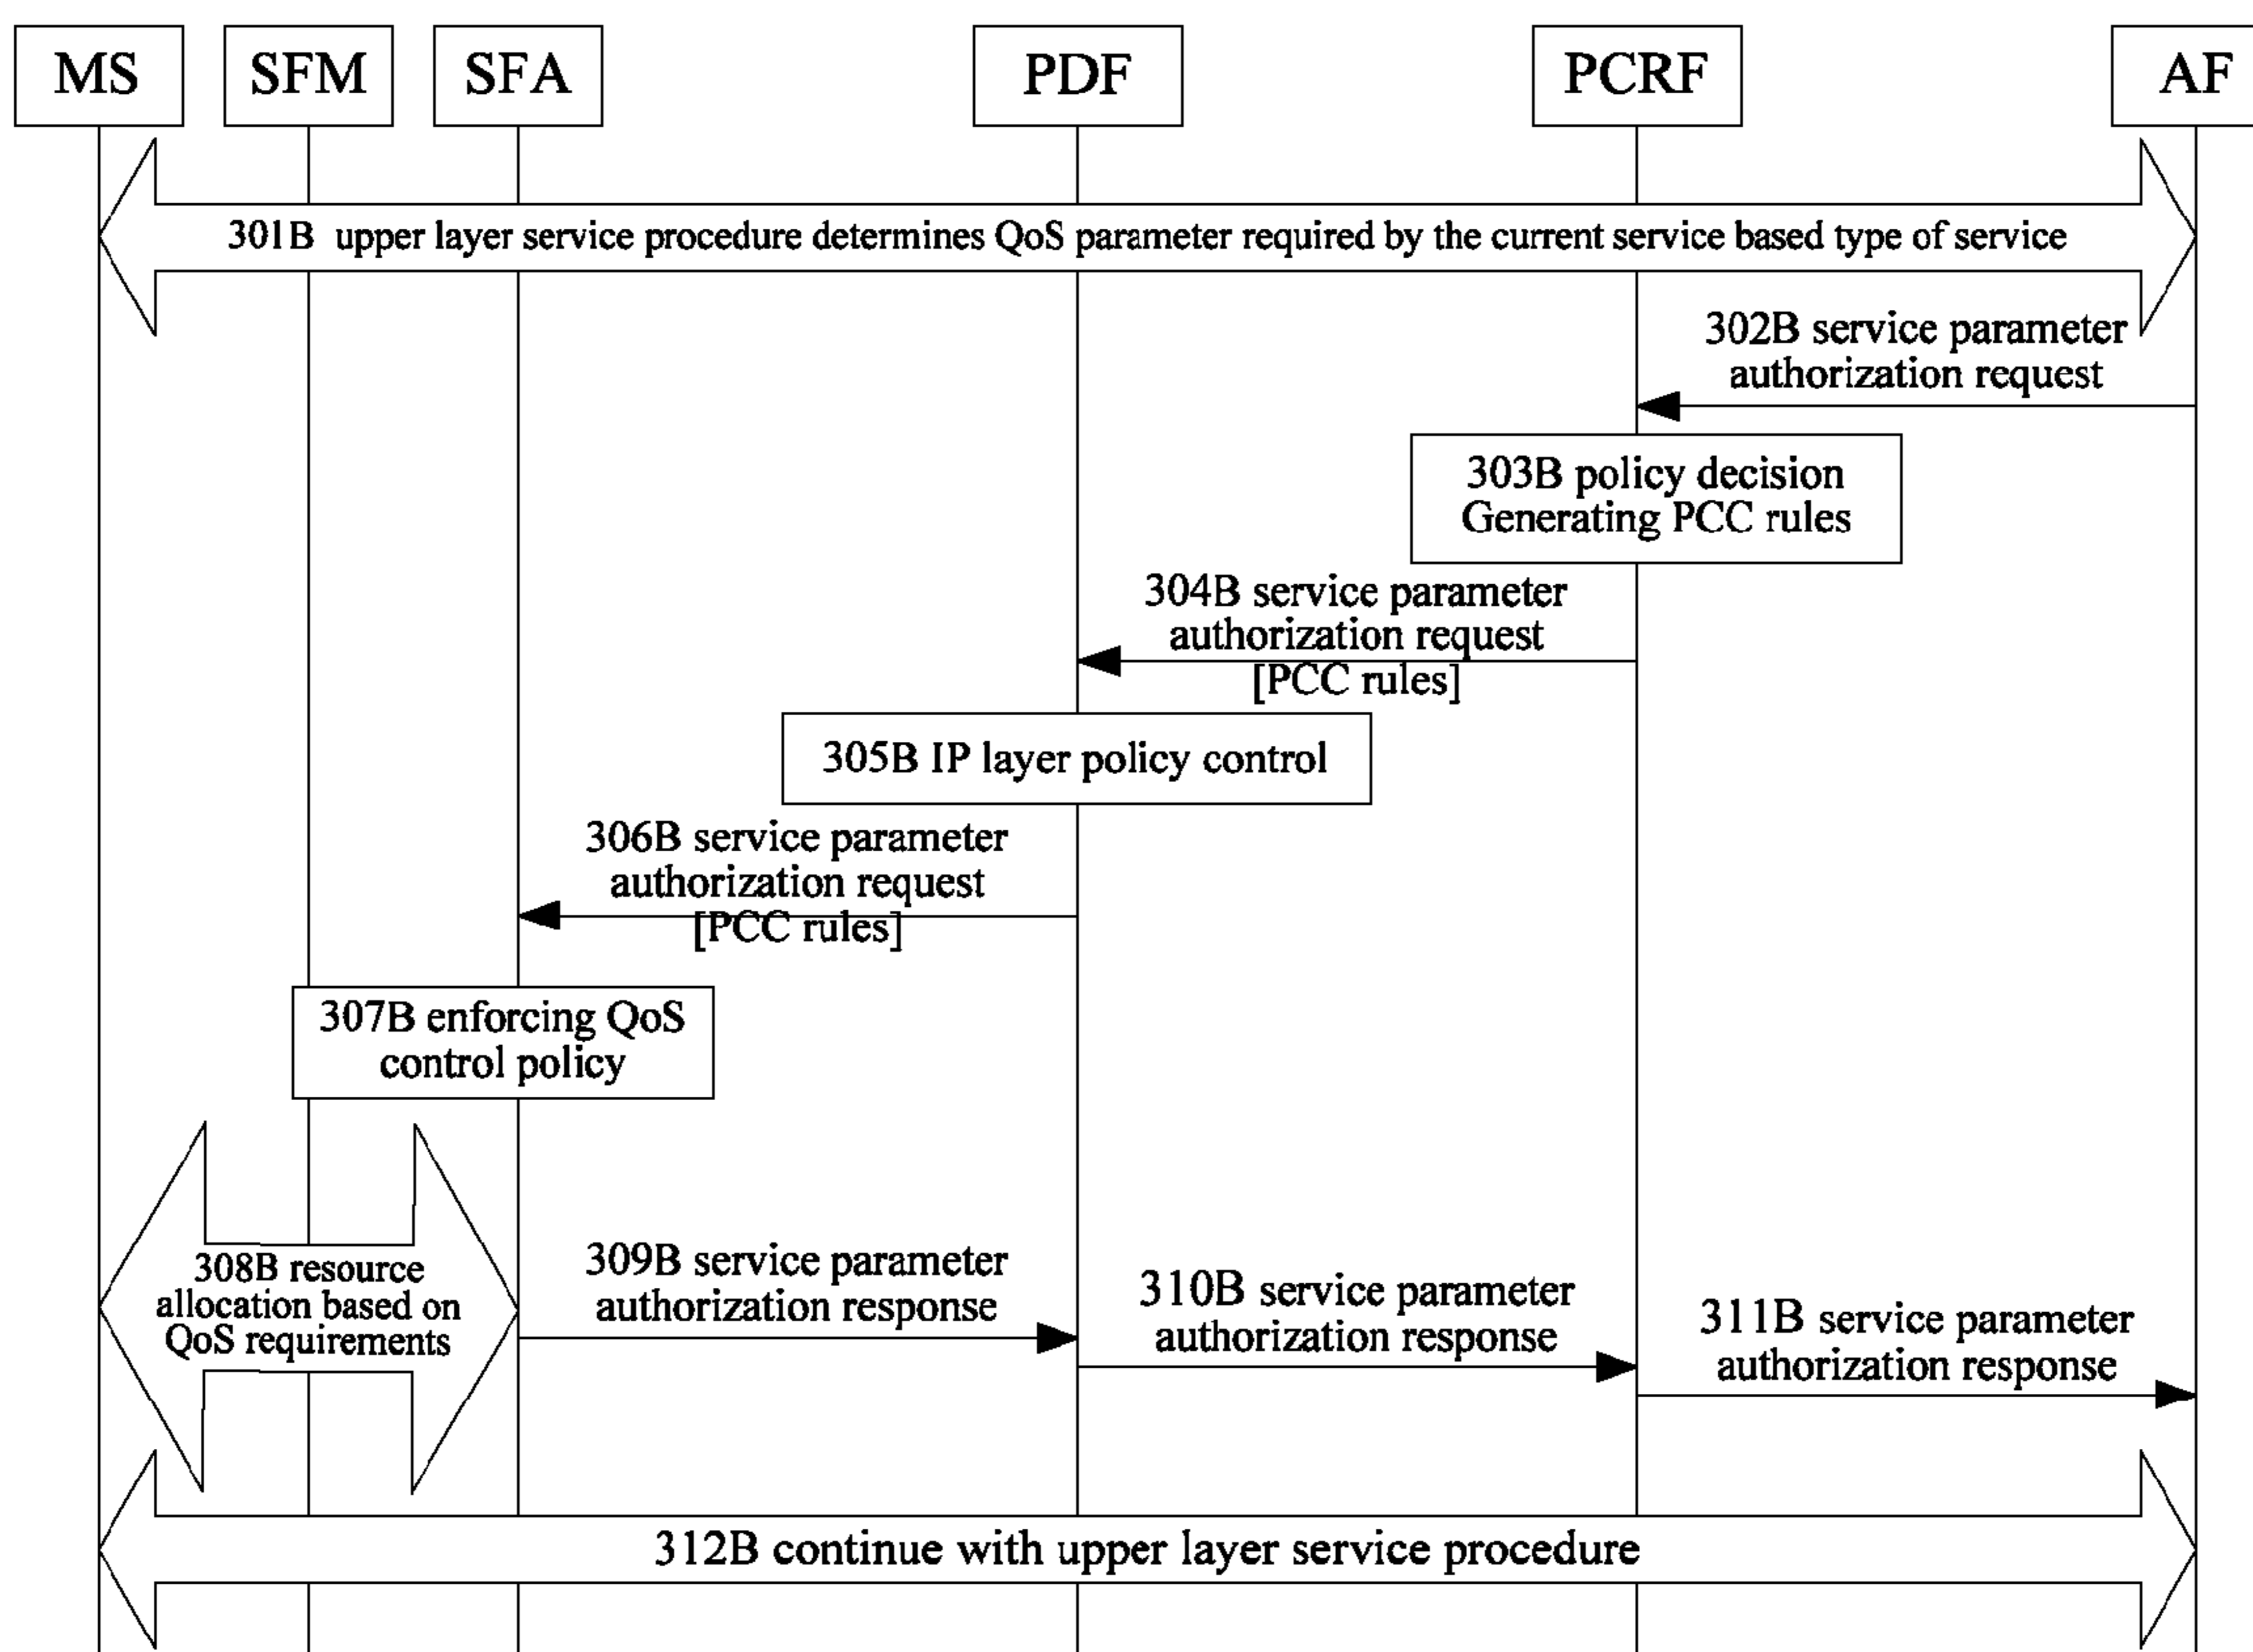 MS
SFM
SFA
PDF
PCRF
AF
301B upper layer service procedure determines QoS parameter required by the current service based type of service
302B service parameter
authorization request
303B policy decision
Generating PCC rules
304B service parameter
authorization request
[PCC rules]
305B IP layer policy control
306B service parameter
authorization request
[PCC rules]
307B enforcing QoS
control policy
308B resource
allocation based on
QoS requirements
309B service parameter
authorization response
310B service parameter
authorization response
311B service parameter
authorization response
312B continue with upper layer service procedure